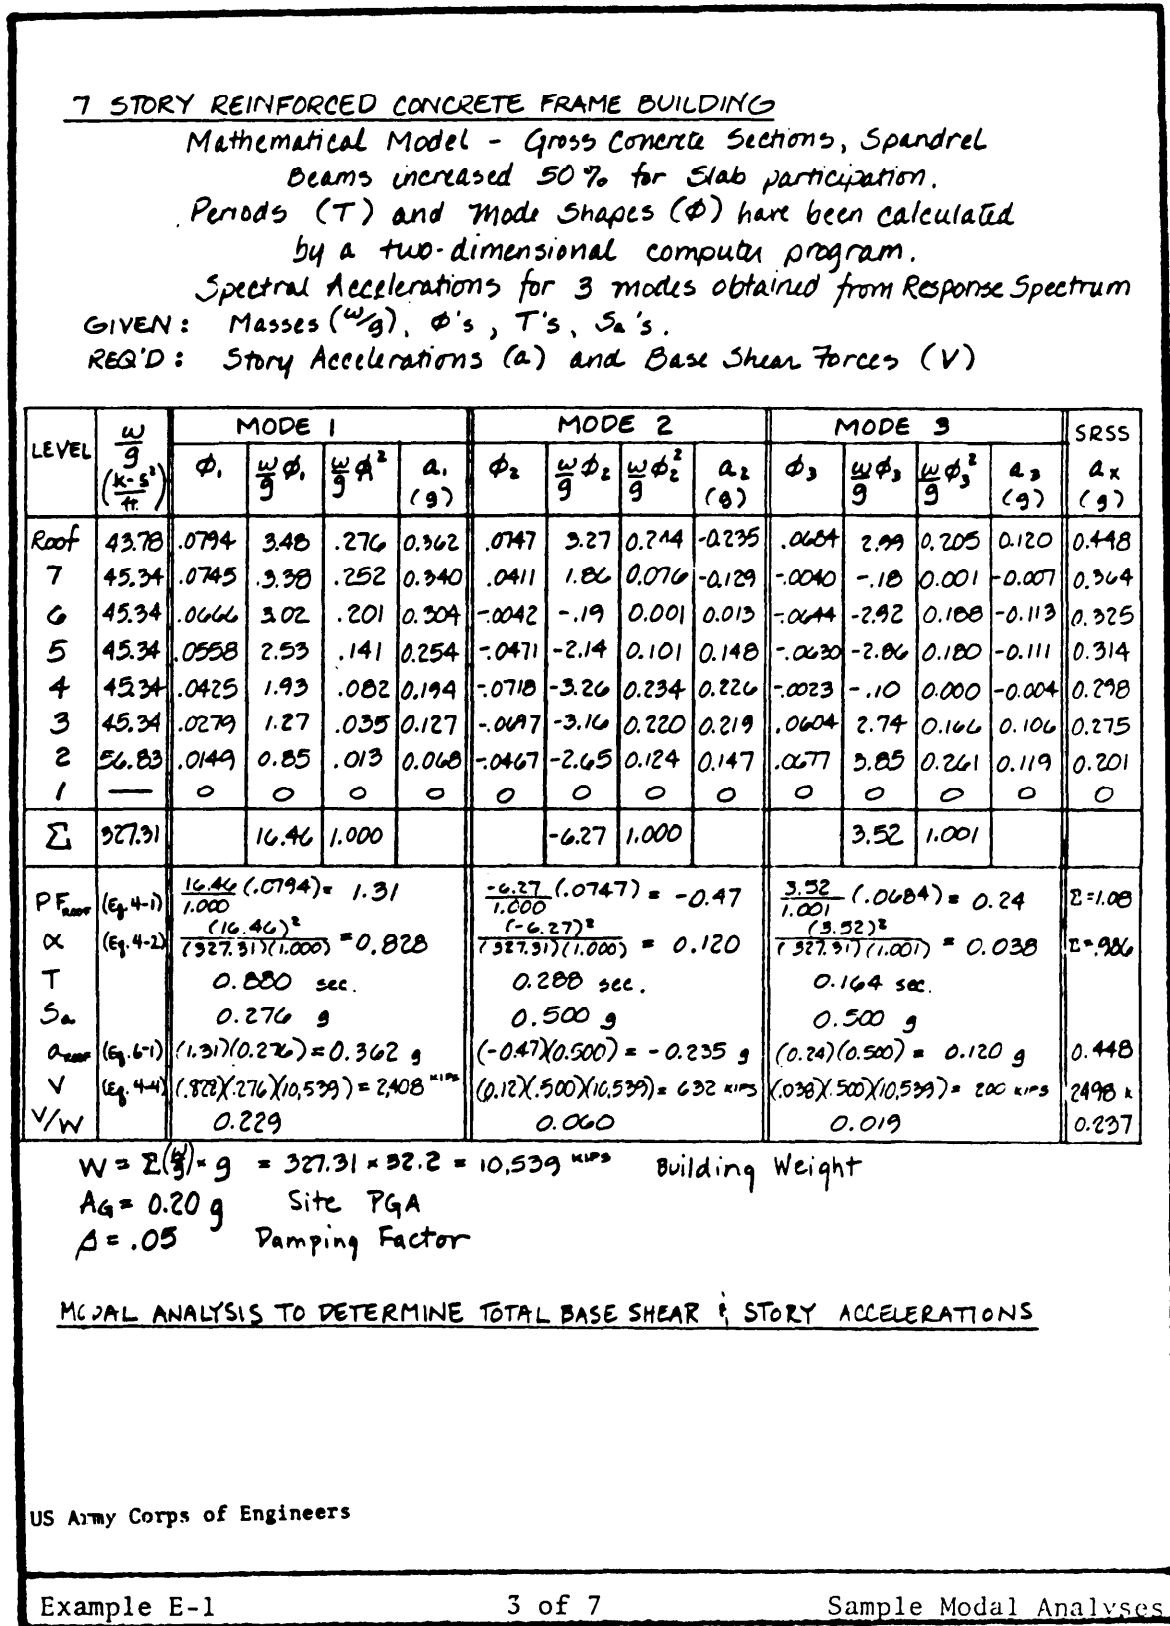 7 STORY REINFORCED CONCRETE FRAME BUILDING
Mathematical Model - Gross Concrete Sections, Spandrel
Beams increased 50% for Slab participation.
Periods (T) and Mode Shapes (Φ) have been calculated
by a two-dimensional computer program.
Spectral Accelerations for 3 modes obtained from Response Spectrum
GIVEN: Masses (w/g), Φ's, T's, Sa's.
REQ'D: Story Accelerations (a) and Base Shear Forces (V)
LEVEL w/g (k-s²/ft.) MODE 1 MODE 2 MODE 3 SRSS
ϕ₁ w/g ϕ₁ w/g ϕ₁² a₁ (g) ϕ₂ w/g ϕ₂ w/g ϕ₂² a₂ (g) ϕ₃ w/g ϕ₃ w/g ϕ₃² a₃ (g) aₓ (g)
Roof 43.78 .0794 3.48 .276 0.362 .0747 3.27 0.244 -0.235 .0684 2.99 0.205 0.120 0.448
7 45.34 .0745 3.38 .252 0.340 .0411 1.86 0.076 -0.129 -.0040 -.18 0.001 -0.007 0.364
6 45.34 .0666 3.02 .201 0.304 -.0042 -.19 0.001 0.013 -.0644 -2.92 0.188 -0.113 0.325
5 45.34 .0558 2.53 .141 0.254 -.0471 -2.14 0.101 0.148 -.0630 -2.86 0.180 -0.111 0.314
4 45.34 .0425 1.93 .082 0.194 -.0718 -3.26 0.234 0.226 -.0023 -.10 0.000 -0.004 0.298
3 45.34 .0279 1.27 .035 0.127 -.0697 -3.16 0.220 0.219 .0604 2.74 0.166 0.106 0.275
2 56.83 .0149 0.85 .013 0.068 -.0467 -2.65 0.124 0.147 .0677 3.85 0.261 0.119 0.201
1 — 0 0 0 0 0 0 0 0 0 0 0 0 0
Σ 327.31 16.46 1.000 -6.27 1.000 3.52 1.001
PF_ROOF (Eq. 4-1) 16.46/1.000 (.0794) = 1.31 -6.27/1.000 (.0747) = -0.47 3.52/1.001 (.0684) = 0.24 Σ=1.08
α (Eq. 4-2) (16.46)²/(327.31)(1.000) = 0.828 (-6.27)²/(327.31)(1.000) = 0.120 (3.52)²/(327.31)(1.001) = 0.038 Σ=.986
T 0.880 sec. 0.288 sec. 0.164 sec.
Sa 0.276 g 0.500 g 0.500 g
a_ROOF (Eq. 6-1) (1.31)(0.276) = 0.362 g (-0.47)(0.500) = -0.235 g (0.24)(0.500) = 0.120 g 0.448
V (Eq. 4-4) (.828)(.276)(10,539) = 2,408 KIPS (0.12)(.500)(10,539) = 632 KIPS (.038)(.500)(10,539) = 200 KIPS 2498 k
V/W 0.229 0.060 0.019 0.237
W = Σ(w/g) × g = 327.31 × 32.2 = 10,539 KIPS Building Weight
AG = 0.20 g Site PGA
β = .05 Damping Factor
MODAL ANALYSIS TO DETERMINE TOTAL BASE SHEAR & STORY ACCELERATIONS
US Army Corps of Engineers
Example E-1 3 of 7 Sample Modal Analyses